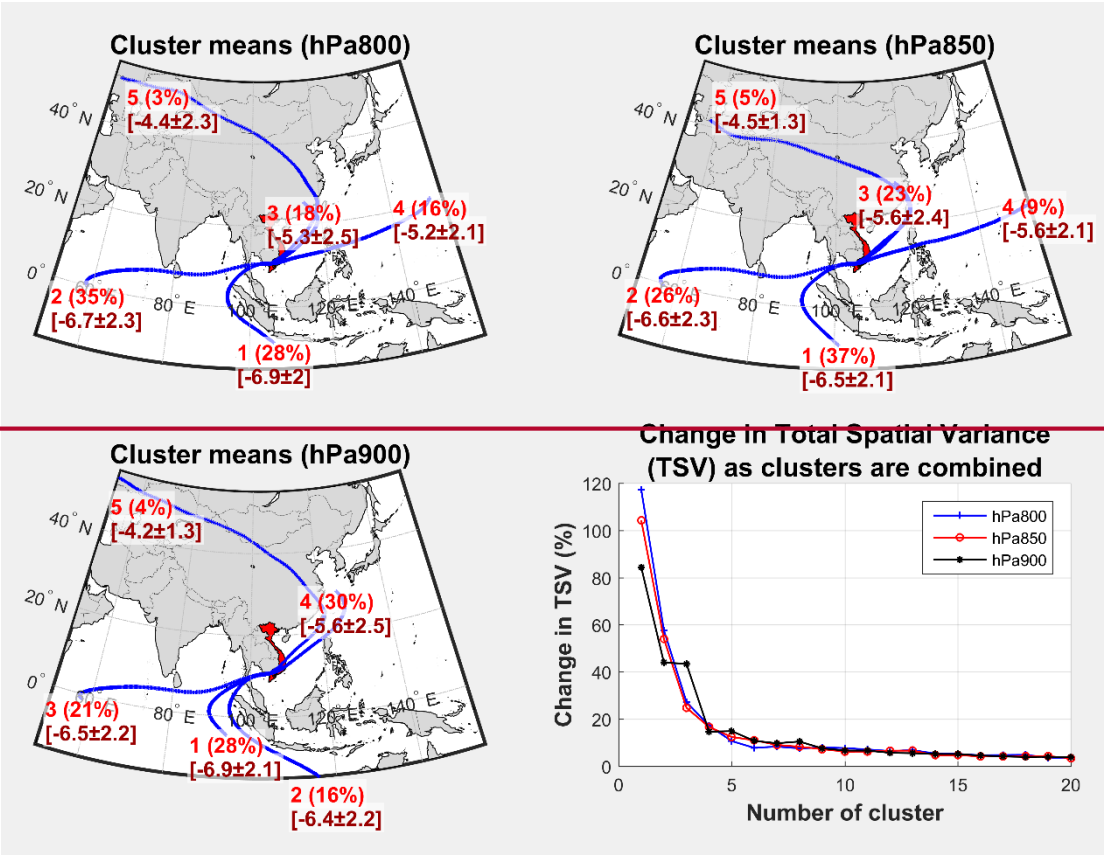 Cluster means (hPa800)
5 (3%)
[-4.4±2.3]
40° N
20° N
0°
3 (18%)
[-5.3±2.5]
4 (16%)
[-5.2±2.1]
2 (35%)
[-6.7±2.3]
80° E
100° E
120° E
140° E
1 (28%)
[-6.9±2]
Cluster means (hPa850)
5 (5%)
[-4.5±1.3]
40° N
20° N
0°
3 (23%)
[-5.6±2.4]
4 (9%)
[-5.6±2.1]
2 (26%)
[-6.6±2.3]
80° E
100° E
120° E
140° E
1 (37%)
[-6.5±2.1]
Cluster means (hPa900)
5 (4%)
[-4.2±1.3]
40° N
20° N
0°
4 (30%)
[-5.6±2.5]
3 (21%)
[-6.5±2.2]
60° E
80° E
100° E
120° E
140° E
1 (28%)
[-6.9±2.1]
2 (16%)
[-6.4±2.2]
Change in Total Spatial Variance
(TSV) as clusters are combined
Change in TSV (%)
120
100
80
60
40
20
0
hPa800
hPa850
hPa900
0 5 10 15 20
Number of cluster